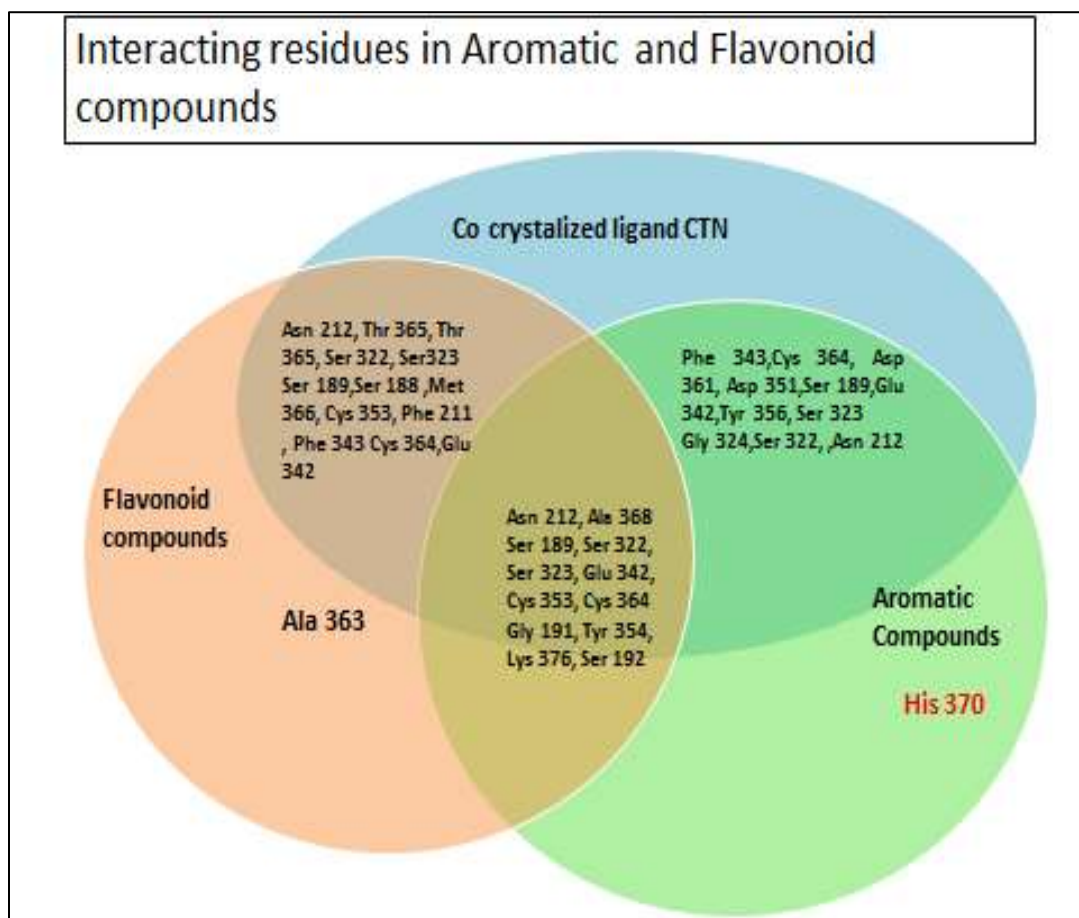 Interacting residues in Aromatic and Flavonoid
compounds
Co crystalized ligand CTN
Asn 212, Thr 365, Thr
365, Ser 322, Ser323
Ser 189,Ser 188 ,Met
366, Cys 353, Phe 211
, Phe 343 Cys 364,Glu
342
Phe 343,Cys 364, Asp
361, Asp 351,Ser 189,Glu
342,Tyr 356, Ser 323
Gly 324,Ser 322, ,Asn 212
Flavonoid
compounds
Asn 212, Ala 368
Ser 189, Ser 322,
Ser 323, Glu 342,
Cys 353, Cys 364
Gly 191, Tyr 354,
Lys 376, Ser 192
Ala 363
Aromatic
Compounds
His 370